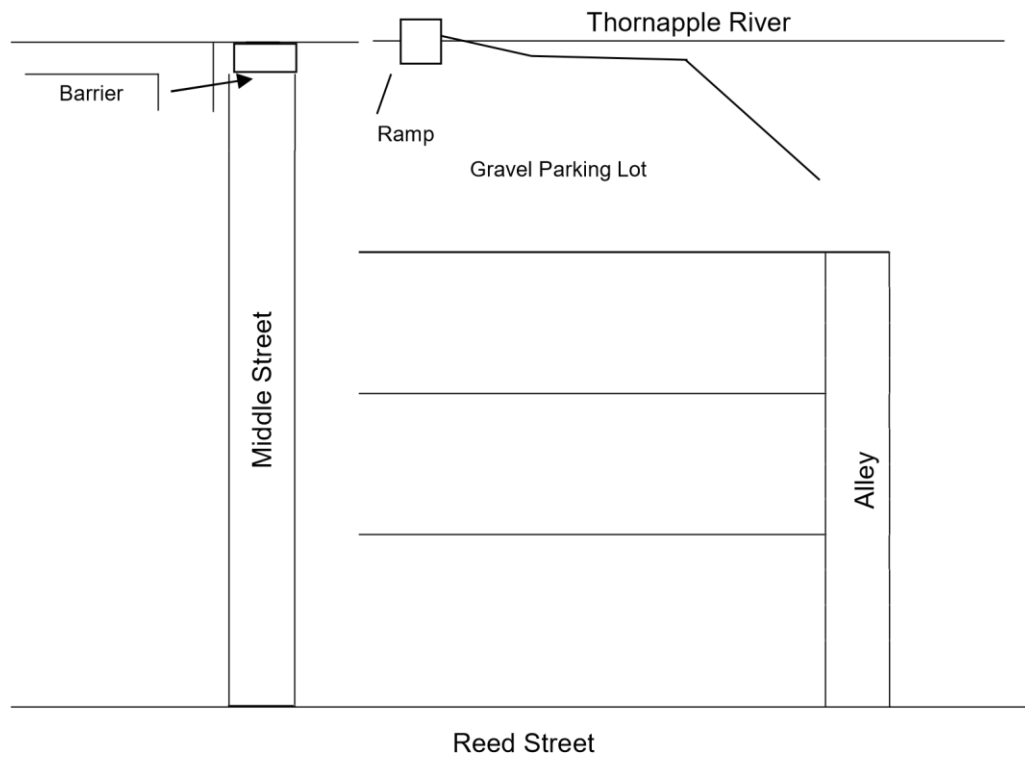 Thornapple River
Barrier
Ramp
Gravel Parking Lot
Middle Street
Alley
Reed Street